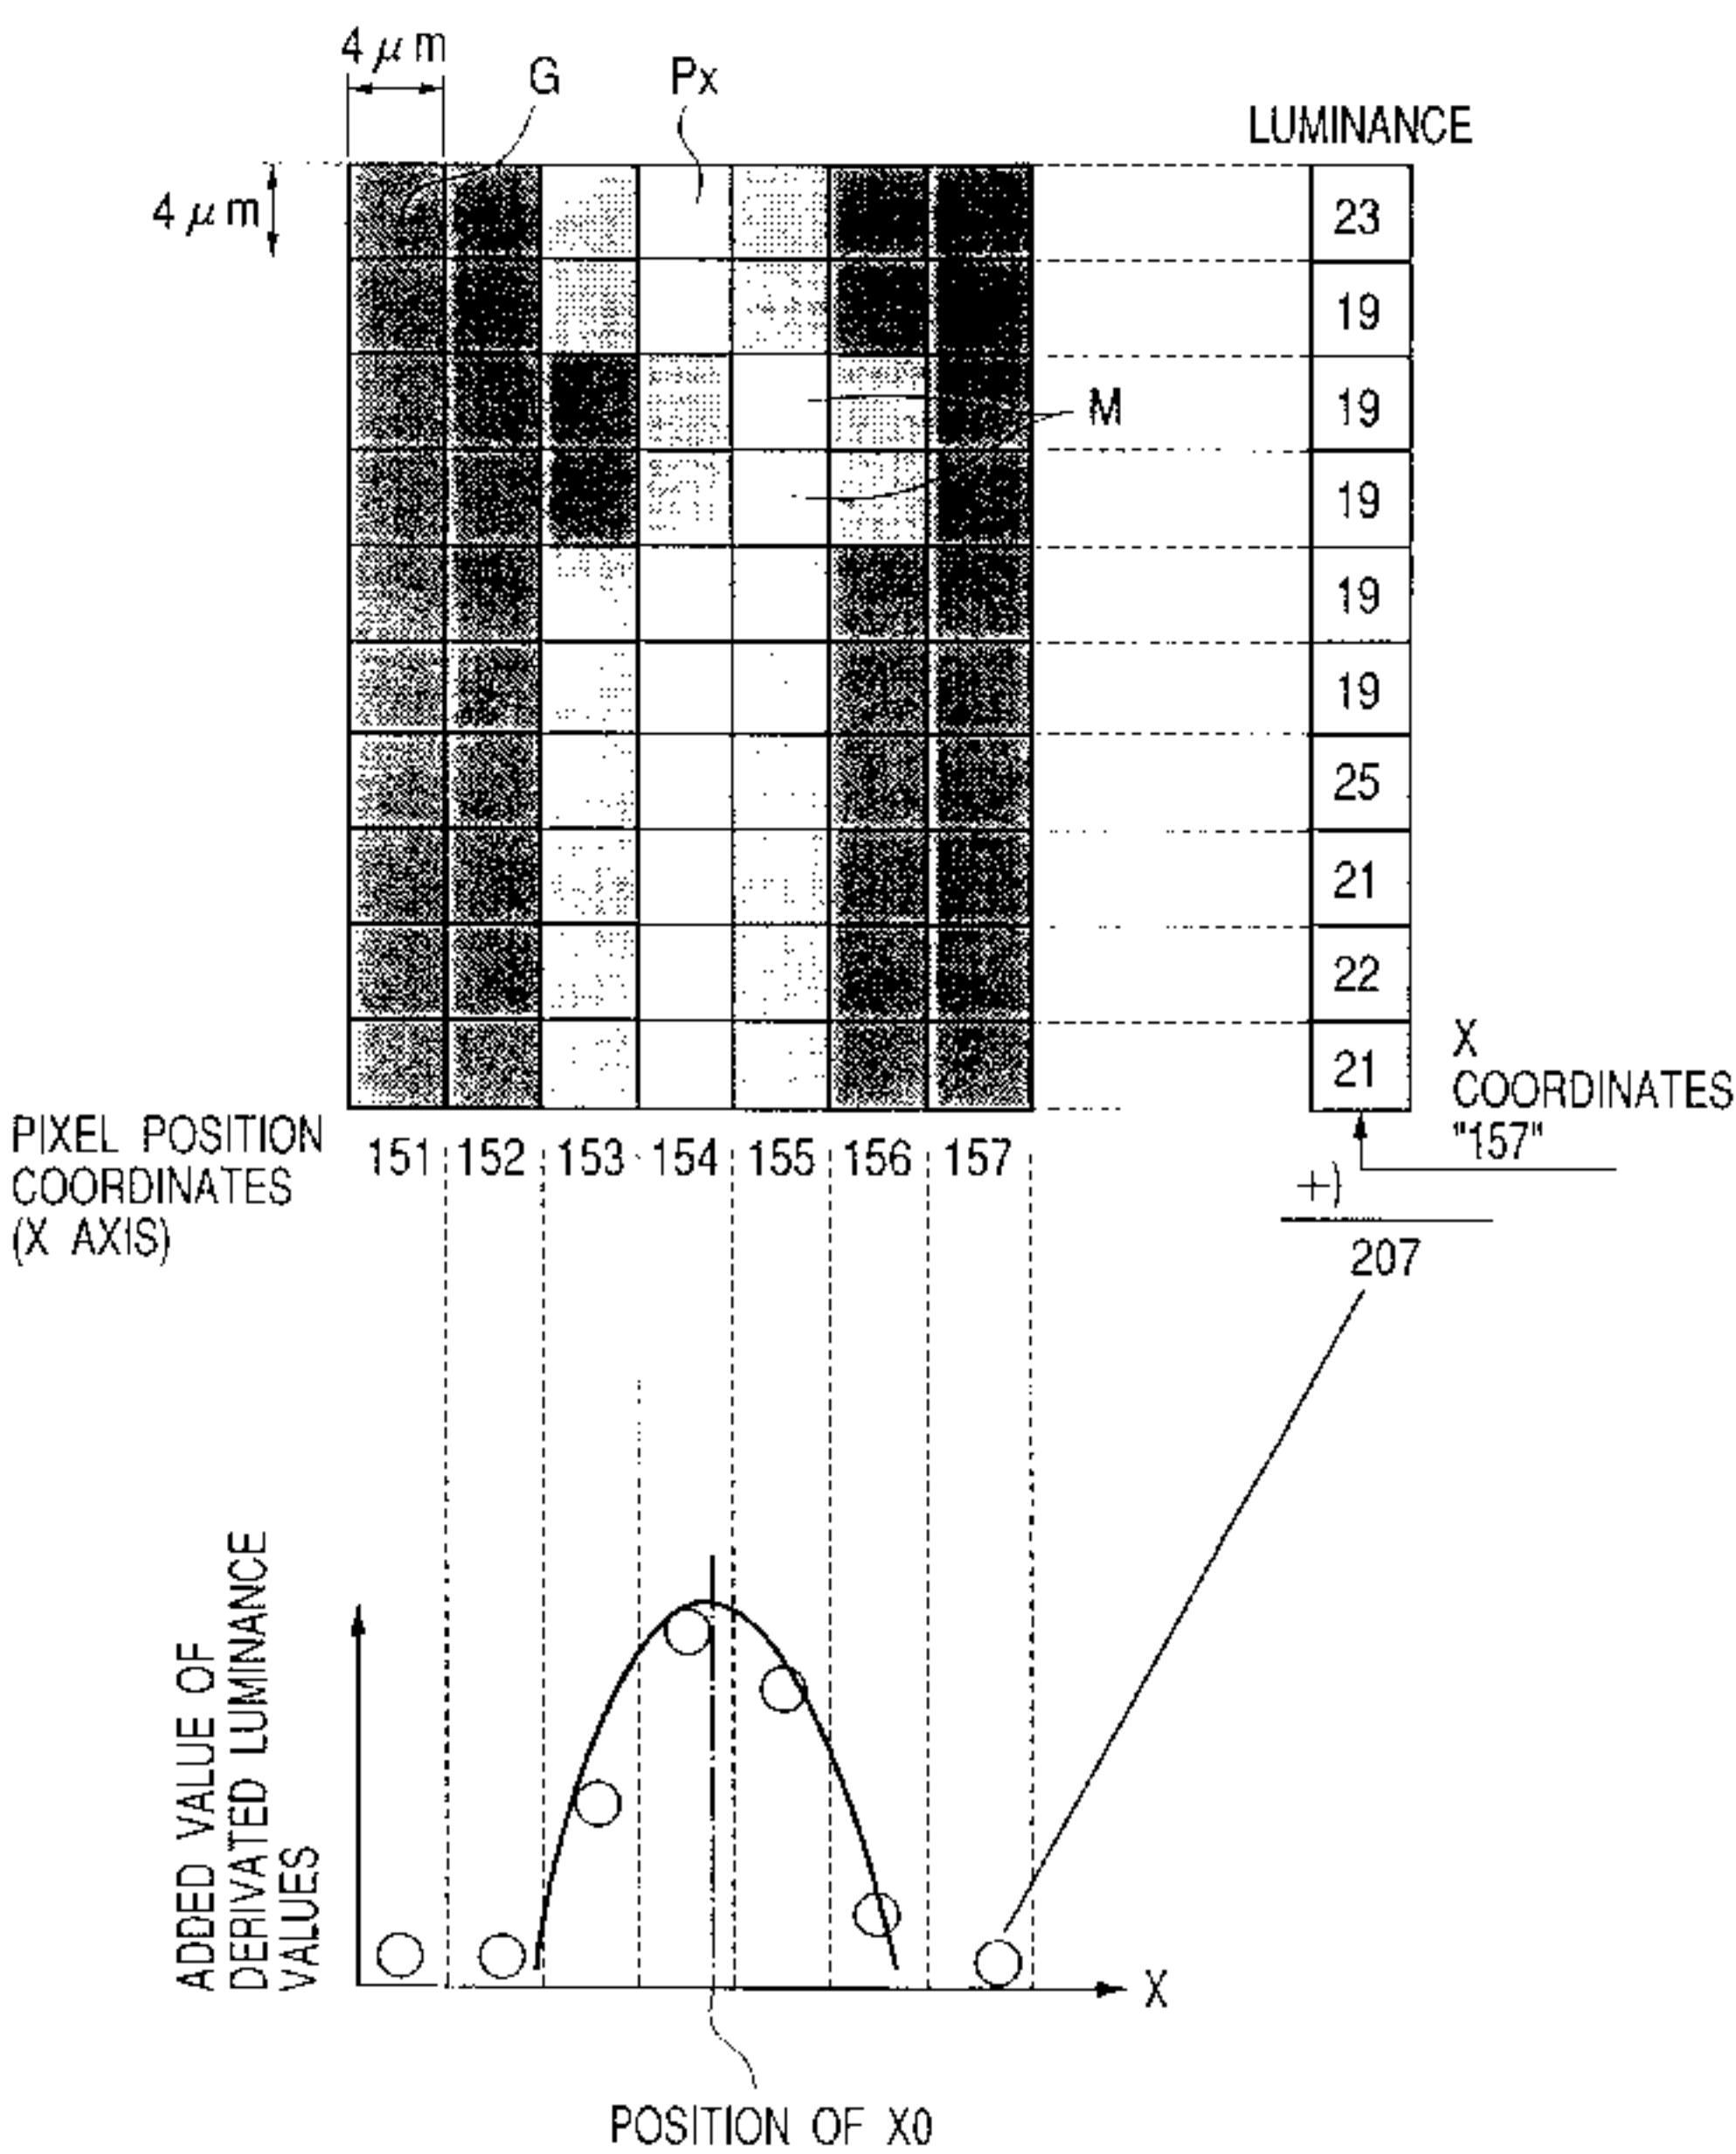 4 μm
G
Px
LUMINANCE
4 μm
23
19
19
M
19
19
19
25
21
22
21
X
COORDINATES
"157"
PIXEL POSITION
COORDINATES
(X AXIS)
151 152 153 154 155 156 157
+)
207
ADDED VALUE OF
DERIVATED LUMINANCE
VALUES
X
POSITION OF X0